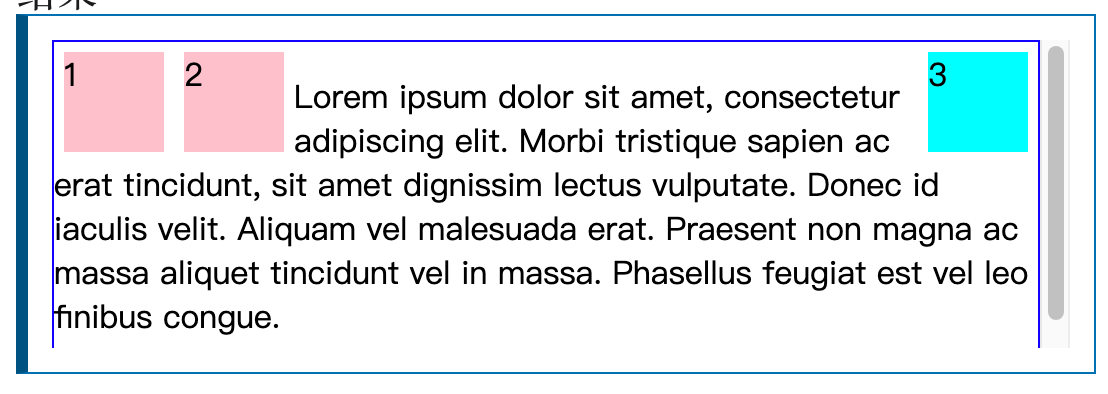 结果
1
2
3
Lorem ipsum dolor sit amet, consectetur
adipiscing elit. Morbi tristique sapien ac
erat tincidunt, sit amet dignissim lectus vulputate. Donec id
iaculis velit. Aliquam vel malesuada erat. Praesent non magna ac
massa aliquet tincidunt vel in massa. Phasellus feugiat est vel leo
finibus congue.